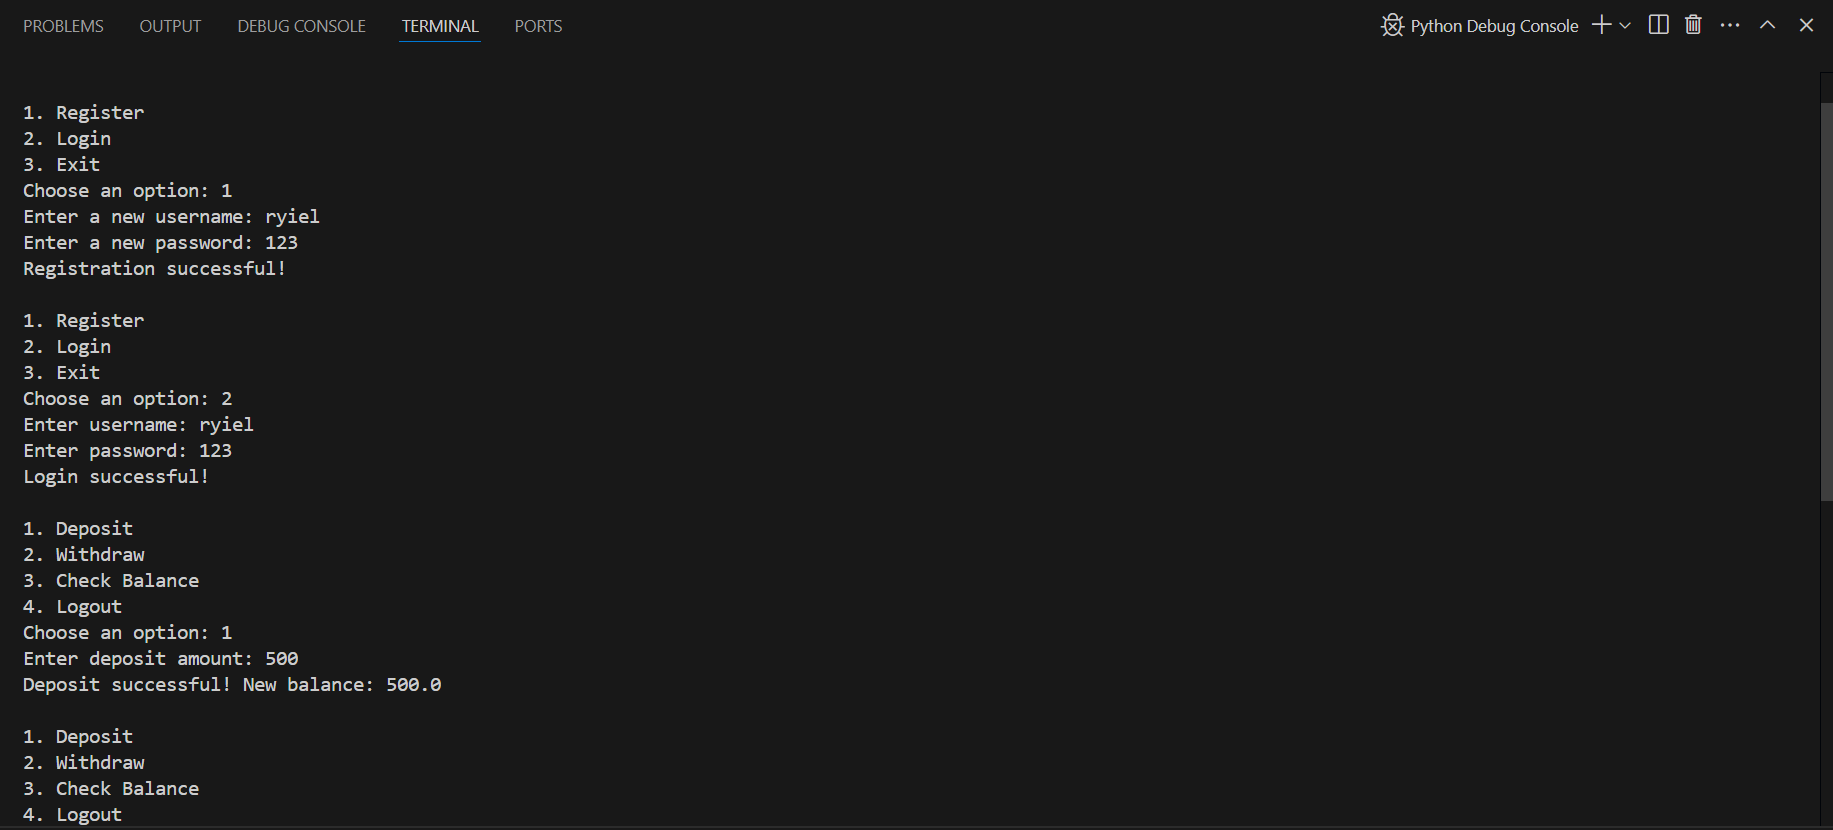 PROBLEMS OUTPUT DEBUG CONSOLE TERMINAL PORTS Python Debug Console
1. Register
2. Login
3. Exit
Choose an option: 1
Enter a new username: ryiel
Enter a new password: 123
Registration successful!
1. Register
2. Login
3. Exit
Choose an option: 2
Enter username: ryiel
Enter password: 123
Login successful!
1. Deposit
2. Withdraw
3. Check Balance
4. Logout
Choose an option: 1
Enter deposit amount: 500
Deposit successful! New balance: 500.0
1. Deposit
2. Withdraw
3. Check Balance
4. Logout